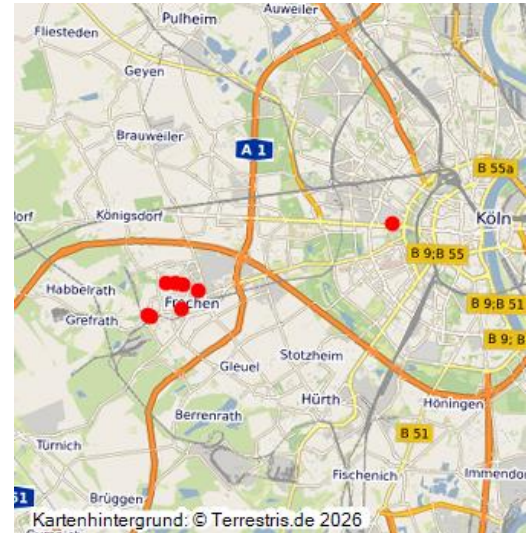 Auweiler
Pulheim
Fliesteden
Geyen
Brauweiler
A 1
B 55a
dorf
Königsdorf
Köln
B 9;B 55
Habbelrath
Frechen
Grefrath
B 9;B 51
B 9; B
Stotzheim
Gleuel
Hürth
Berrenrath
Höningen
B 51
Türnich
Fischenich
Immendor
51
Brüggen
Kartenhintergrund: © Terrestris.de 2026